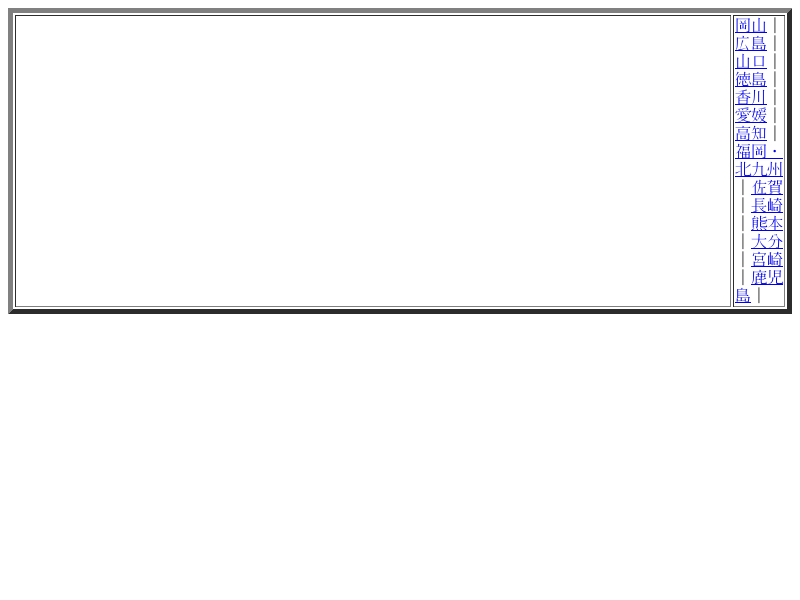 岡山｜
広島｜
山口｜
徳島｜
香川｜
愛媛｜
高知｜
福岡・
北九州
｜佐賀
｜長崎
｜熊本
｜大分
｜宮崎
｜鹿児
島｜